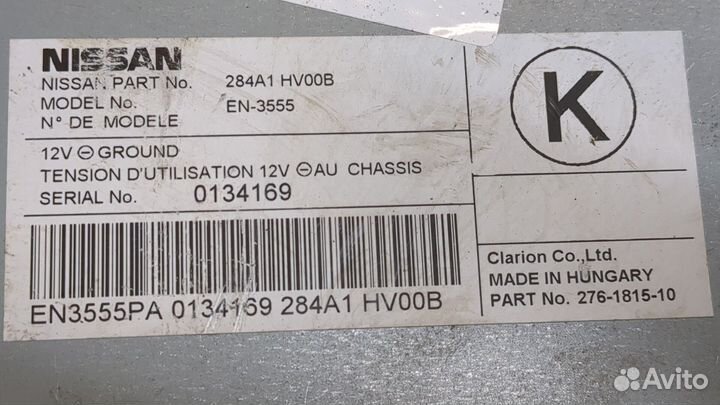 NISSAN
NISSAN PART No. 284A1 HV00B
MODEL No. EN-3555
N° DE MODELE
12V ⊖ GROUND
TENSION D'UTILISATION 12V ⊖ AU CHASSIS
SERIAL No. 0134169
EN3555PA 0134169 284A1 HV00B
K
Clarion Co.,Ltd.
MADE IN HUNGARY
PART No. 276-1815-10
Avito